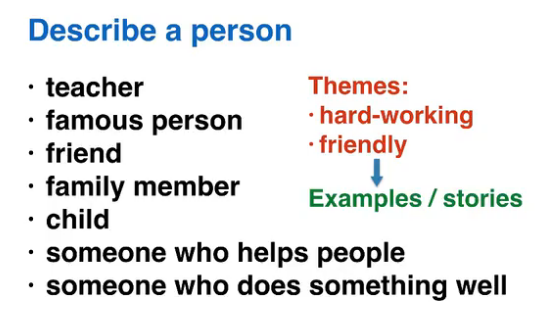 Describe a person
· teacher
· famous person
· friend
· family member
· child
· someone who helps people
· someone who does something well
Themes:
· hard-working
· friendly
Examples / stories